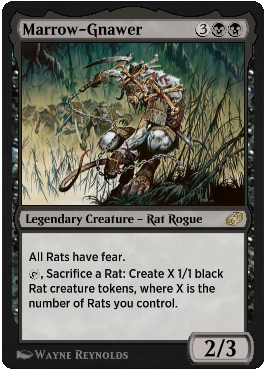 Marrow-Gnawer 3
Legendary Creature - Rat Rogue
All Rats have fear.
, Sacrifice a Rat: Create X 1/1 black
Rat creature tokens, where X is the
number of Rats you control.
2/3
WAYNE REYNOLDS